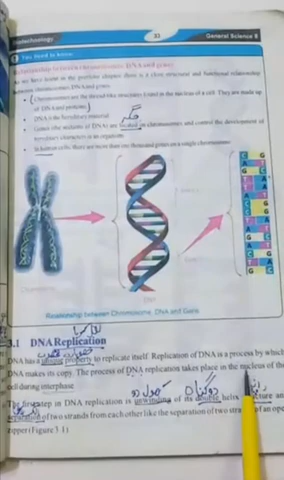 Biotechnology 33 General Science 8
You Need to Know
Relationship between chromosomes, DNA and genes
As we have learnt in the previous chapter there is a close structural and functional relationship
between chromosomes, DNA and genes.
• Chromosomes are the thread-like structures found in the nucleus of a cell. They are made up
of DNA and proteins
• DNA is the hereditary material.
• Genes (the sections of DNA) are located in chromosomes and control the development of
hereditary characters in an organism.
• In human cells, there are more than one thousand genes on a single chromosome.
C G
A T
G C
T A
T A
A T
C G
C G
A T
T A
G C
A T
C G
T A
G C
Chromosome
DNA
Relationship between Chromosome, DNA and Gene
3.1 DNA Replication
DNA has a unique property to replicate itself. Replication of DNA is a process by which
DNA makes its copy. The process of DNA replication takes place in the nucleus of the
cell during interphase.
The first step in DNA replication is unwinding of its double helix structure and
separation of two strands from each other like the separation of two strands of an open
zipper (Figure 3.1)